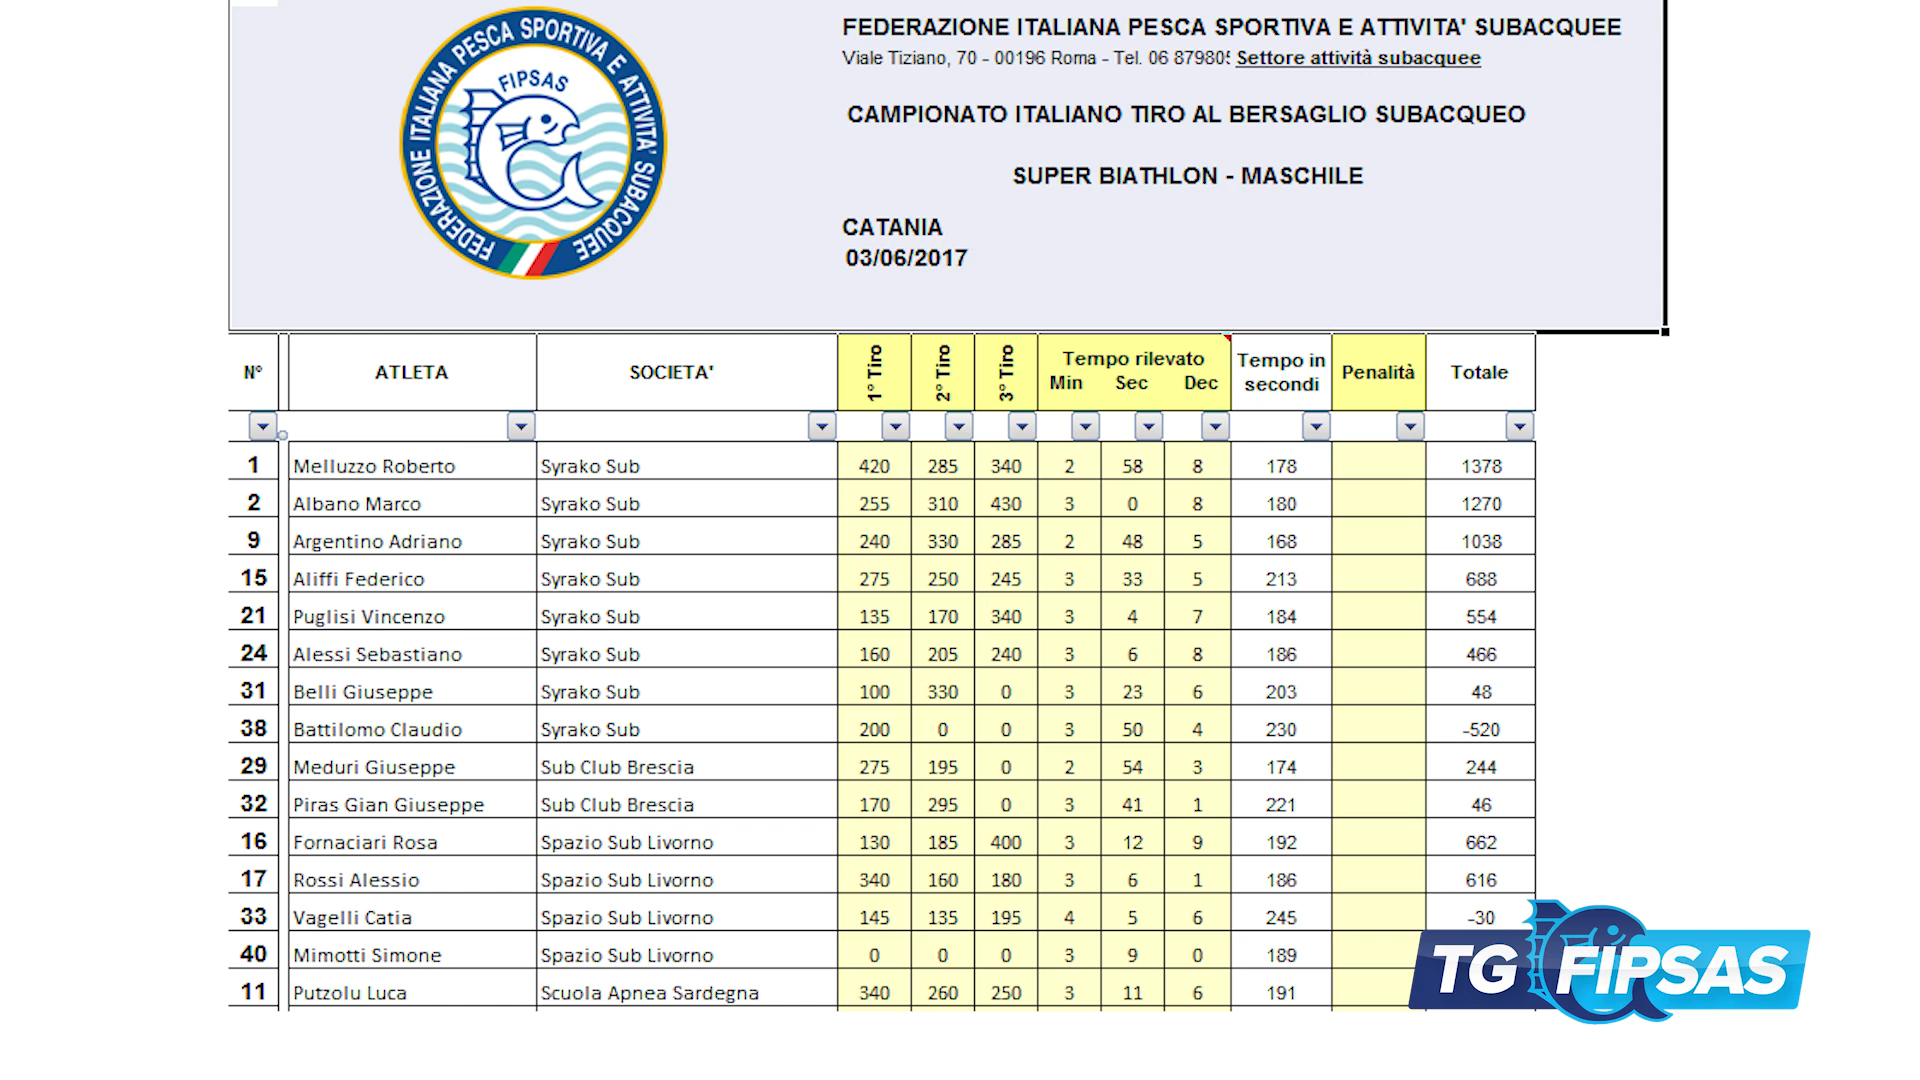 FEDERAZIONE ITALIANA PESCA SPORTIVA E ATTIVITA' SUBACQUEE
FIPSAS
FEDERAZIONE ITALIANA PESCA SPORTIVA E ATTIVITA' SUBACQUEE
Viale Tiziano, 70 - 00196 Roma - Tel. 06 879805 Settore attività subacquee
CAMPIONATO ITALIANO TIRO AL BERSAGLIO SUBACQUEO
SUPER BIATHLON - MASCHILE
CATANIA
03/06/2017
N° ATLETA SOCIETA' 1° Tiro 2° Tiro 3° Tiro Tempo rilevato Min Sec Dec Tempo in secondi Penalità Totale
1 Melluzzo Roberto Syrako Sub 420 285 340 2 58 8 178 1378
2 Albano Marco Syrako Sub 255 310 430 3 0 8 180 1270
9 Argentino Adriano Syrako Sub 240 330 285 2 48 5 168 1038
15 Aliffi Federico Syrako Sub 275 250 245 3 33 5 213 688
21 Puglisi Vincenzo Syrako Sub 135 170 340 3 4 7 184 554
24 Alessi Sebastiano Syrako Sub 160 205 240 3 6 8 186 466
31 Belli Giuseppe Syrako Sub 100 330 0 3 23 6 203 48
38 Battilomo Claudio Syrako Sub 200 0 0 3 50 4 230 -520
29 Meduri Giuseppe Sub Club Brescia 275 195 0 2 54 3 174 244
32 Piras Gian Giuseppe Sub Club Brescia 170 295 0 3 41 1 221 46
16 Fornaciari Rosa Spazio Sub Livorno 130 185 400 3 12 9 192 662
17 Rossi Alessio Spazio Sub Livorno 340 160 180 3 6 1 186 616
33 Vagelli Catia Spazio Sub Livorno 145 135 195 4 5 6 245 -30
40 Mimotti Simone Spazio Sub Livorno 0 0 0 3 9 0 189
11 Putzolu Luca Scuola Apnea Sardegna 340 260 250 3 11 6 191
TG FIPSAS